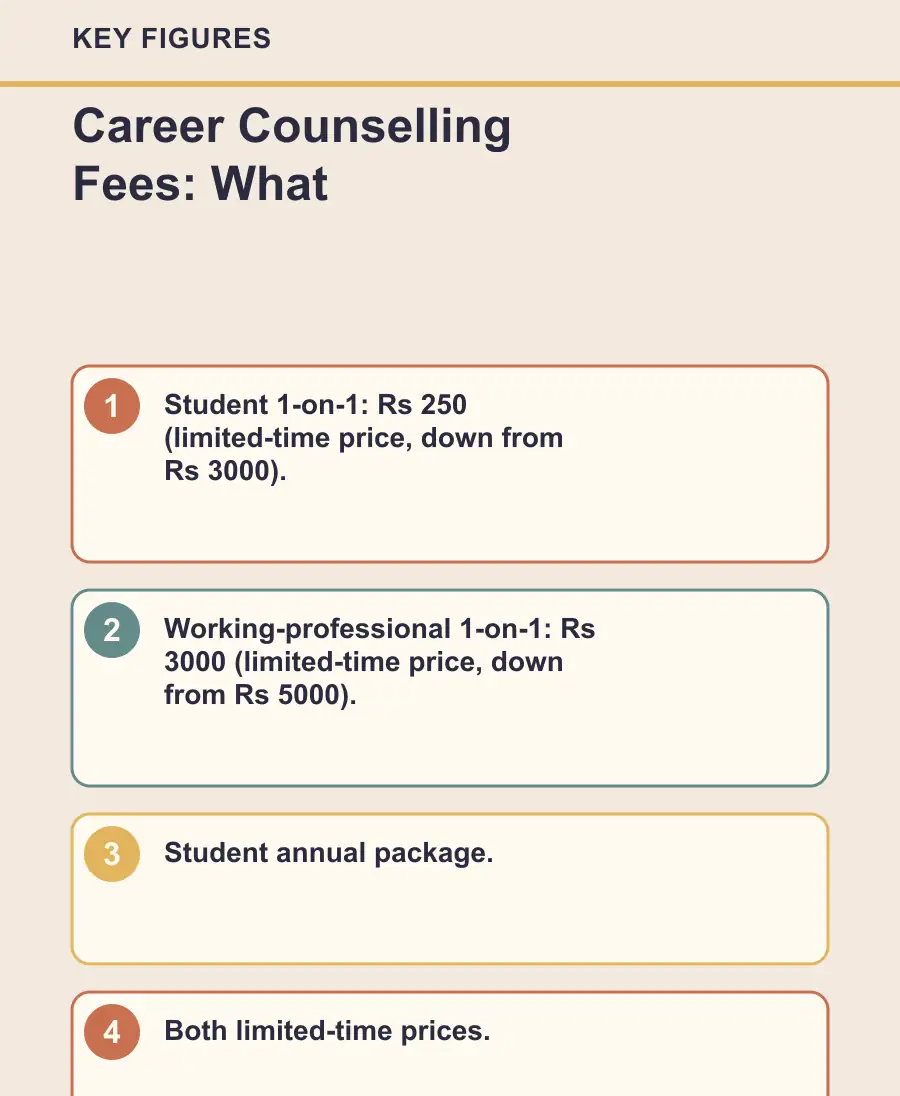 KEY FIGURES
Career Counselling
Fees: What
1
Student 1-on-1: Rs 250
(limited-time price, down from
Rs 3000).
2
Working-professional 1-on-1: Rs
3000 (limited-time price, down
from Rs 5000).
3
Student annual package.
4
Both limited-time prices.